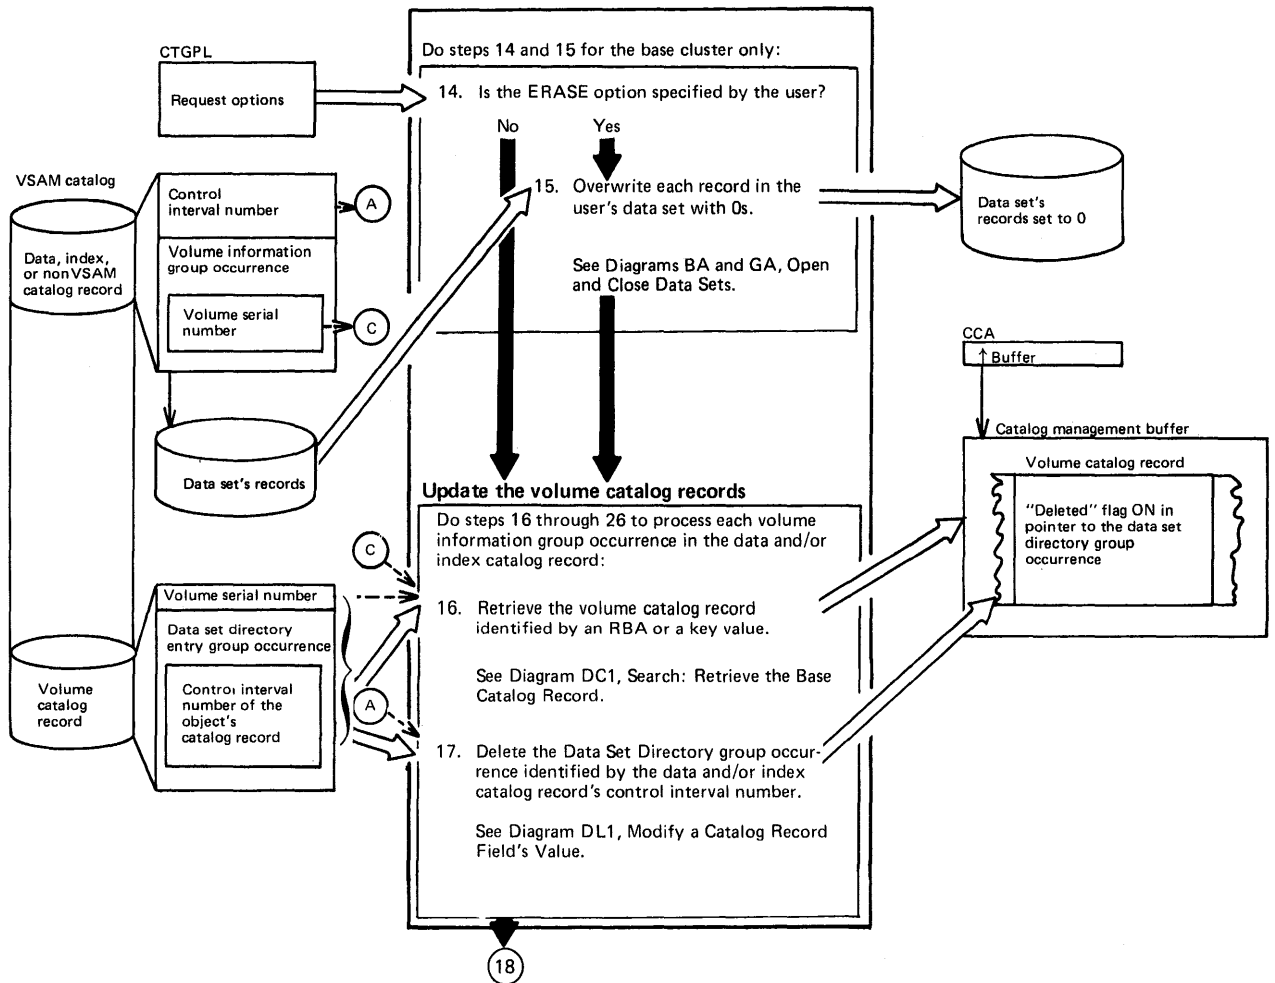 CTGPL
Request options
Do steps 14 and 15 for the base cluster only:
14. Is the ERASE option specified by the user?
No Yes
15. Overwrite each record in the
user's data set with 0s.
See Diagrams BA and GA, Open
and Close Data Sets.
Data set's
records set to 0
VSAM catalog
Data, index,
or nonVSAM
catalog record
Control
interval number
A
Volume information
group occurrence
Volume serial
number
C
Data set's records
CCA
Buffer
Catalog management buffer
Volume catalog record
"Deleted" flag ON in
pointer to the data set
directory group
occurrence
Update the volume catalog records
Do steps 16 through 26 to process each volume
information group occurrence in the data and/or
index catalog record:
C
16. Retrieve the volume catalog record
identified by an RBA or a key value.
See Diagram DC1, Search: Retrieve the Base
Catalog Record.
A
17. Delete the Data Set Directory group occur-
rence identified by the data and/or index
catalog record's control interval number.
See Diagram DL1, Modify a Catalog Record
Field's Value.
Volume serial number
Data set directory
entry group occurrence
Control interval
number of the
object's
catalog record
Volume
catalog
record
18